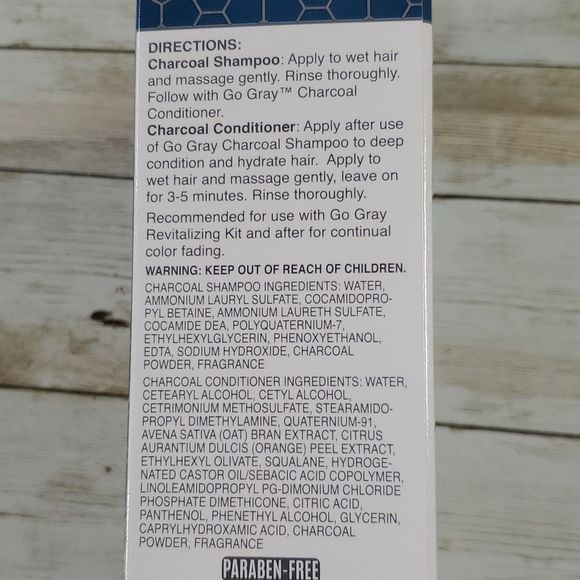 DIRECTIONS:
Charcoal Shampoo: Apply to wet hair
and massage gently. Rinse thoroughly.
Follow with Go Gray™ Charcoal
Conditioner.
Charcoal Conditioner: Apply after use
of Go Gray Charcoal Shampoo to deep
condition and hydrate hair. Apply to
wet hair and massage gently, leave on
for 3-5 minutes. Rinse thoroughly.
Recommended for use with Go Gray
Revitalizing Kit and after for continual
color fading.
WARNING: KEEP OUT OF REACH OF CHILDREN.
CHARCOAL SHAMPOO INGREDIENTS: WATER,
AMMONIUM LAURYL SULFATE, COCAMIDOPRO-
PYL BETAINE, AMMONIUM LAURETH SULFATE,
COCAMIDE DEA, POLYQUATERNIUM-7,
ETHYLHEXYLGLYCERIN, PHENOXYETHANOL,
EDTA, SODIUM HYDROXIDE, CHARCOAL
POWDER, FRAGRANCE
CHARCOAL CONDITIONER INGREDIENTS: WATER,
CETEARYL ALCOHOL, CETYL ALCOHOL,
CETRIMONIUM METHOSULFATE, STEARAMIDO-
PROPYL DIMETHYLAMINE, QUATERNIUM-91,
AVENA SATIVA (OAT) BRAN EXTRACT, CITRUS
AURANTIUM DULCIS (ORANGE) PEEL EXTRACT,
ETHYLHEXYL OLIVATE, SQUALANE, HYDROGE-
NATED CASTOR OIL/SEBACIC ACID COPOLYMER,
LINOLEAMIDOPROPYL PG-DIMONIUM CHLORIDE
PHOSPHATE DIMETHICONE, CITRIC ACID,
PANTHENOL, PHENETHYL ALCOHOL, GLYCERIN,
CAPRYLHYDROXAMIC ACID, CHARCOAL
POWDER, FRAGRANCE
PARABEN-FREE